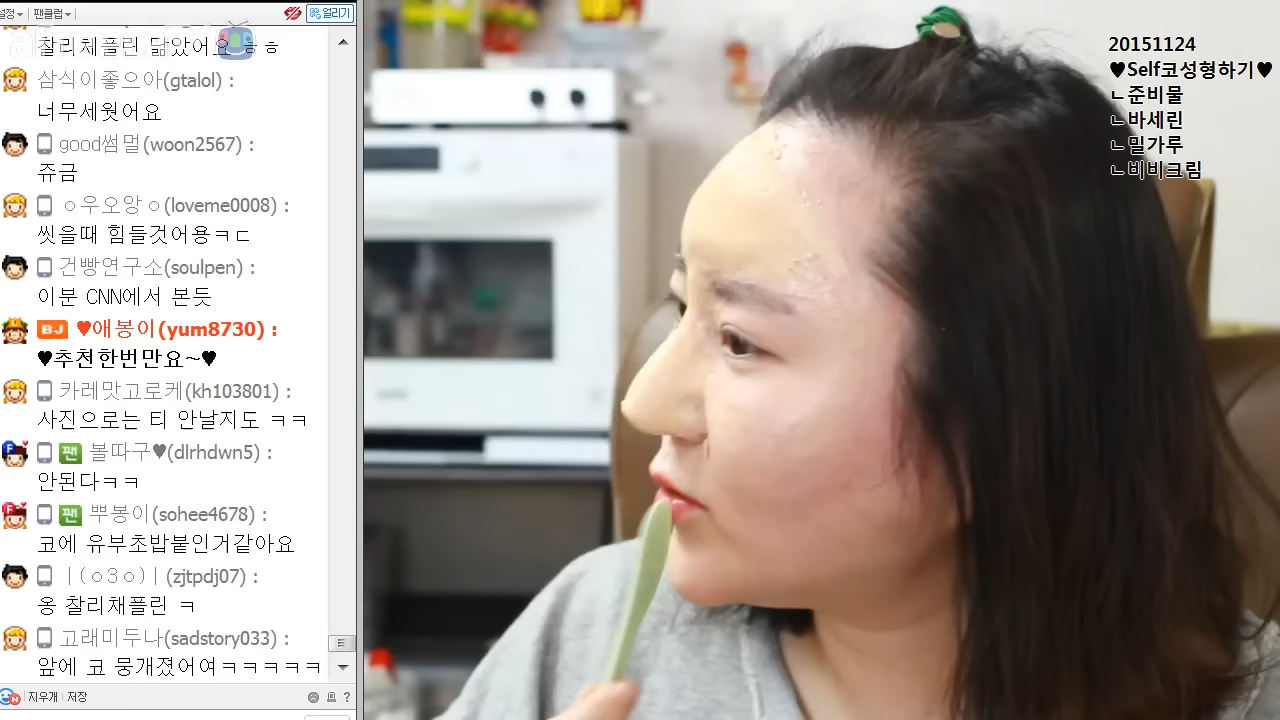 설정 팬클럽 얼리기
찰리채플린 닮았어요 ㅎㅎ
삼식이좋으아(gtalol) :
너무세웟어요
good썸멀(woon2567) :
쥬금
ㅇ우오앙ㅇ(loveme0008) :
씻을때 힘들것어용ㅋㄷ
건빵연구소(soulpen) :
이분 CNN에서 본듯
BJ ♥애봉이(yum8730) :
♥추천한번만요~♥
카레맛고로케(kh103801) :
사진으로는 티 안날지도 ㅋㅋ
팬 볼따구♥(dlrhdwn5) :
안된다ㅋㅋ
팬 뿌봉이(sohee4678) :
코에 유부초밥붙인거같아요
|(ㅇ3ㅇ)|(zjtpdj07) :
옹 찰리채플린 ㅋ
고래미두나(sadstory033) :
앞에 코 뭉개졌어여ㅋㅋㅋㅋㅋ
지우개 저장 ?
20151124
♥Self코성형하기♥
ㄴ준비물
ㄴ바세린
ㄴ밀가루
ㄴ비비크림